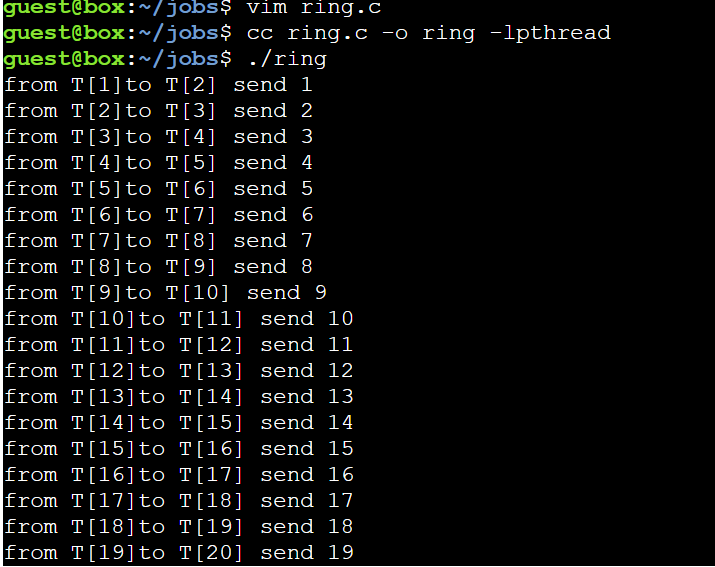 guest@box:~/jobs$ vim ring.c
guest@box:~/jobs$ cc ring.c -o ring -lpthread
guest@box:~/jobs$ ./ring
from T[1]to T[2] send 1
from T[2]to T[3] send 2
from T[3]to T[4] send 3
from T[4]to T[5] send 4
from T[5]to T[6] send 5
from T[6]to T[7] send 6
from T[7]to T[8] send 7
from T[8]to T[9] send 8
from T[9]to T[10] send 9
from T[10]to T[11] send 10
from T[11]to T[12] send 11
from T[12]to T[13] send 12
from T[13]to T[14] send 13
from T[14]to T[15] send 14
from T[15]to T[16] send 15
from T[16]to T[17] send 16
from T[17]to T[18] send 17
from T[18]to T[19] send 18
from T[19]to T[20] send 19